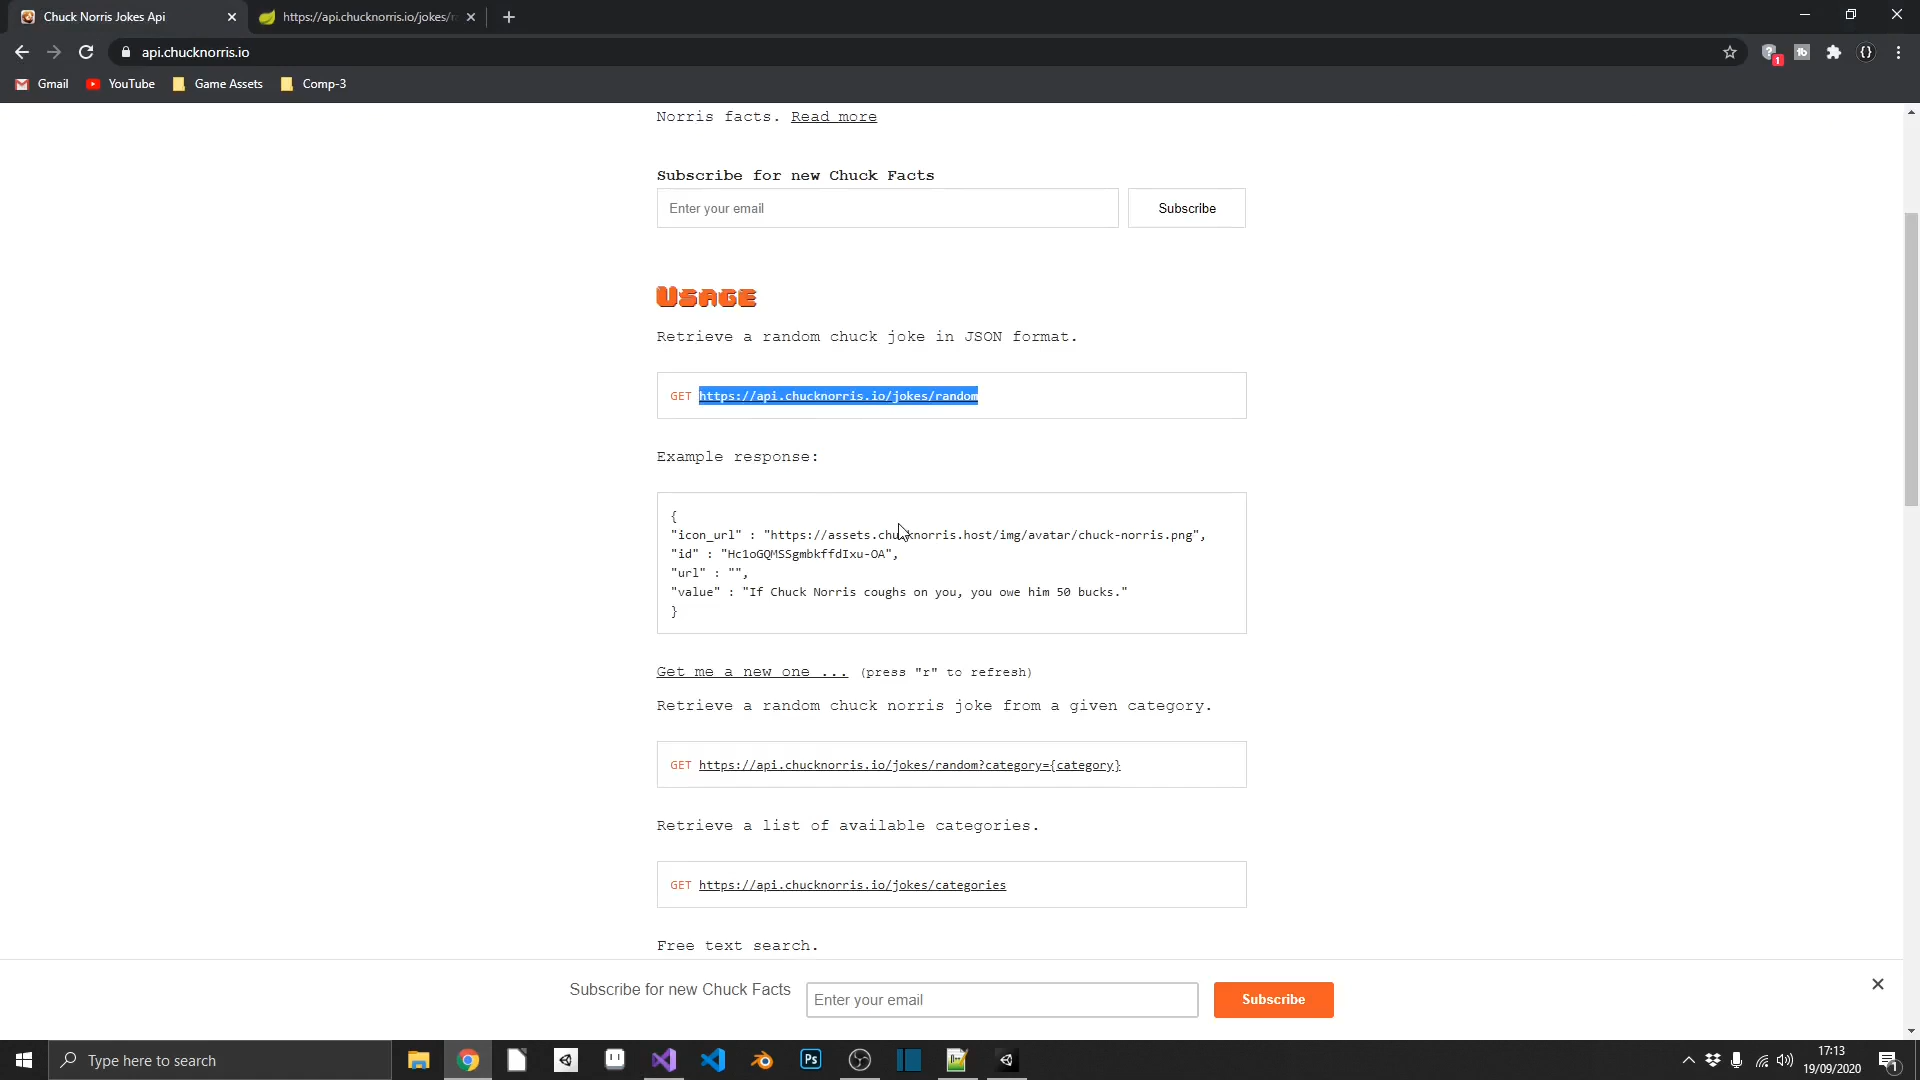 Chuck Norris Jokes Api
https://api.chucknorris.io/jokes/r
api.chucknorris.io
1
Gmail
YouTube
Game Assets
Comp-3
Norris facts. Read more
Subscribe for new Chuck Facts
Enter your email
Subscribe
Usage
Retrieve a random chuck joke in JSON format.
GET https://api.chucknorris.io/jokes/random
Example response:
{
"icon_url" : "https://assets.chucknorris.host/img/avatar/chuck-norris.png",
"id" : "Hc1oGQMSSgmbkffdIxu-OA",
"url" : "",
"value" : "If Chuck Norris coughs on you, you owe him 50 bucks."
}
Get me a new one ... (press "r" to refresh)
Retrieve a random chuck norris joke from a given category.
GET https://api.chucknorris.io/jokes/random?category={category}
Retrieve a list of available categories.
GET https://api.chucknorris.io/jokes/categories
Free text search.
Subscribe for new Chuck Facts
Enter your email
Subscribe
Type here to search
Ps
17:13
19/09/2020
1